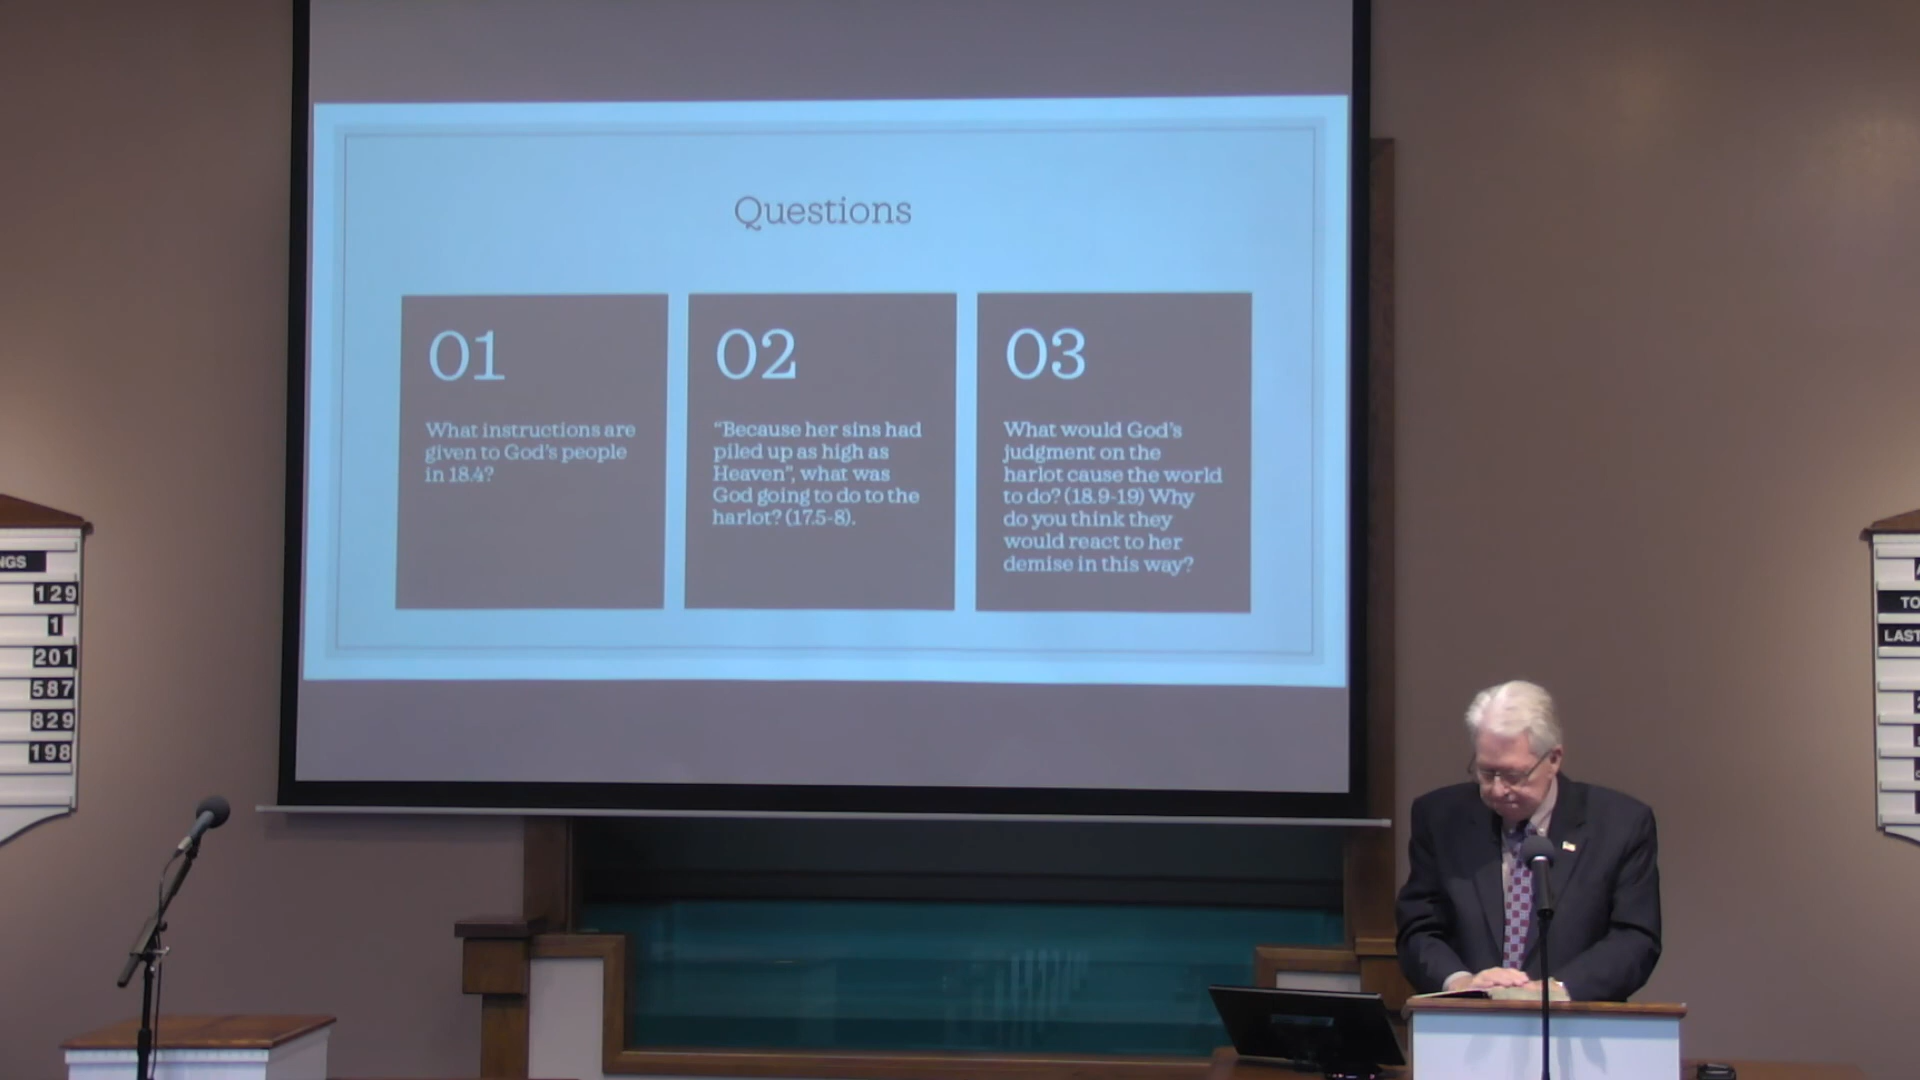 Questions
01
What instructions are
given to God's people
in 18.4?
02
"Because her sins had
piled up as high as
Heaven", what was
God going to do to the
harlot? (17.5-8).
03
What would God's
judgment on the
harlot cause the world
to do? (18.9-19) Why
do you think they
would react to her
demise in this way?
NGS
129
1
201
587
829
198
TO
LAST